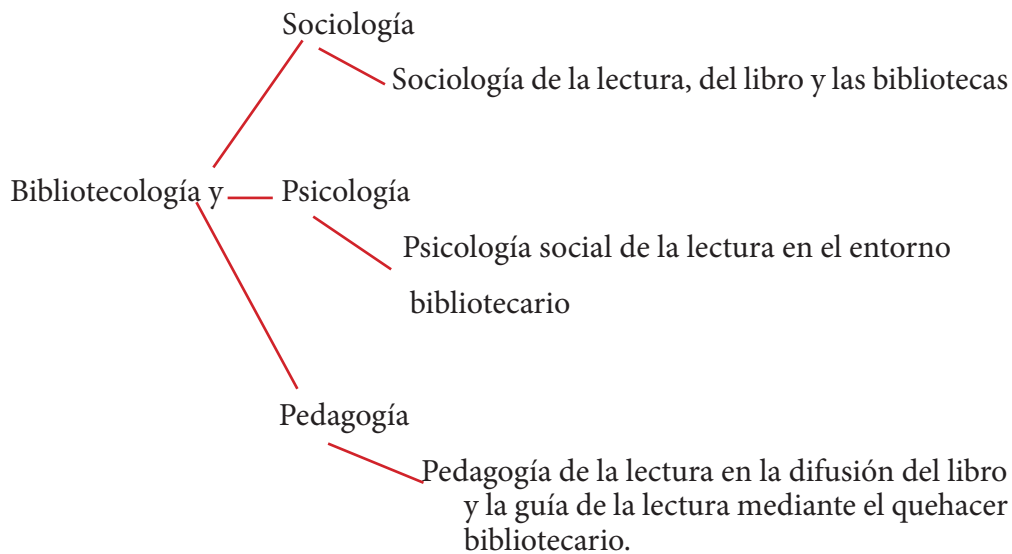 Sociología
Sociología de la lectura, del libro y las bibliotecas
Bibliotecología y
Psicología
Psicología social de la lectura en el entorno
bibliotecario
Pedagogía
Pedagogía de la lectura en la difusión del libro
y la guía de la lectura mediante el quehacer
bibliotecario.